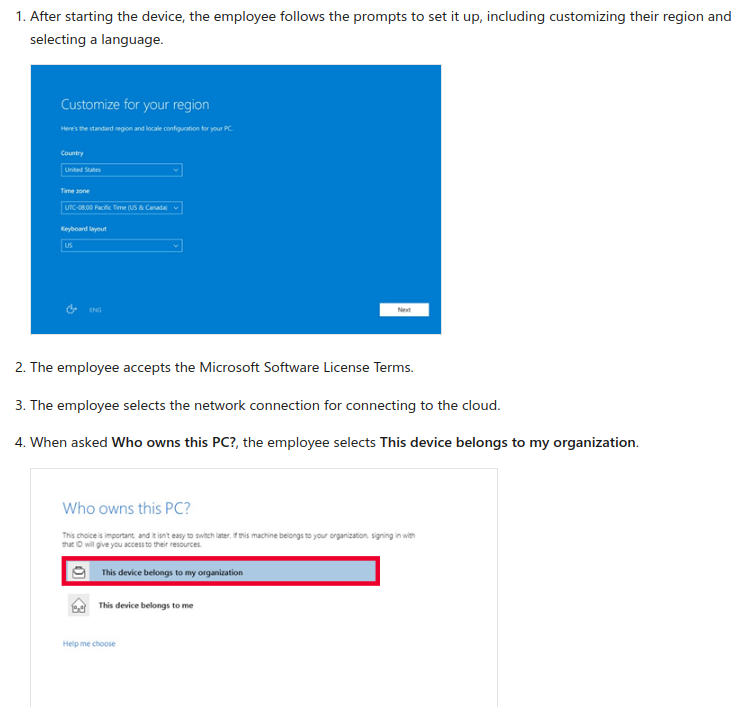 1. After starting the device, the employee follows the prompts to set it up, including customizing their region and
selecting a language.
Customize for your region
Here's the standard region and locale configuration for your PC.
Country
United States
Time zone
UTC-08:00 Pacific Time (US & Canada)
Keyboard layout
US
ENG
Next
2. The employee accepts the Microsoft Software License Terms.
3. The employee selects the network connection for connecting to the cloud.
4. When asked Who owns this PC?, the employee selects This device belongs to my organization.
Who owns this PC?
This choice is important, and it isn't easy to switch later. If this machine belongs to your organization, signing in with
that ID will give you access to their resources.
This device belongs to my organization
This device belongs to me
Help me choose